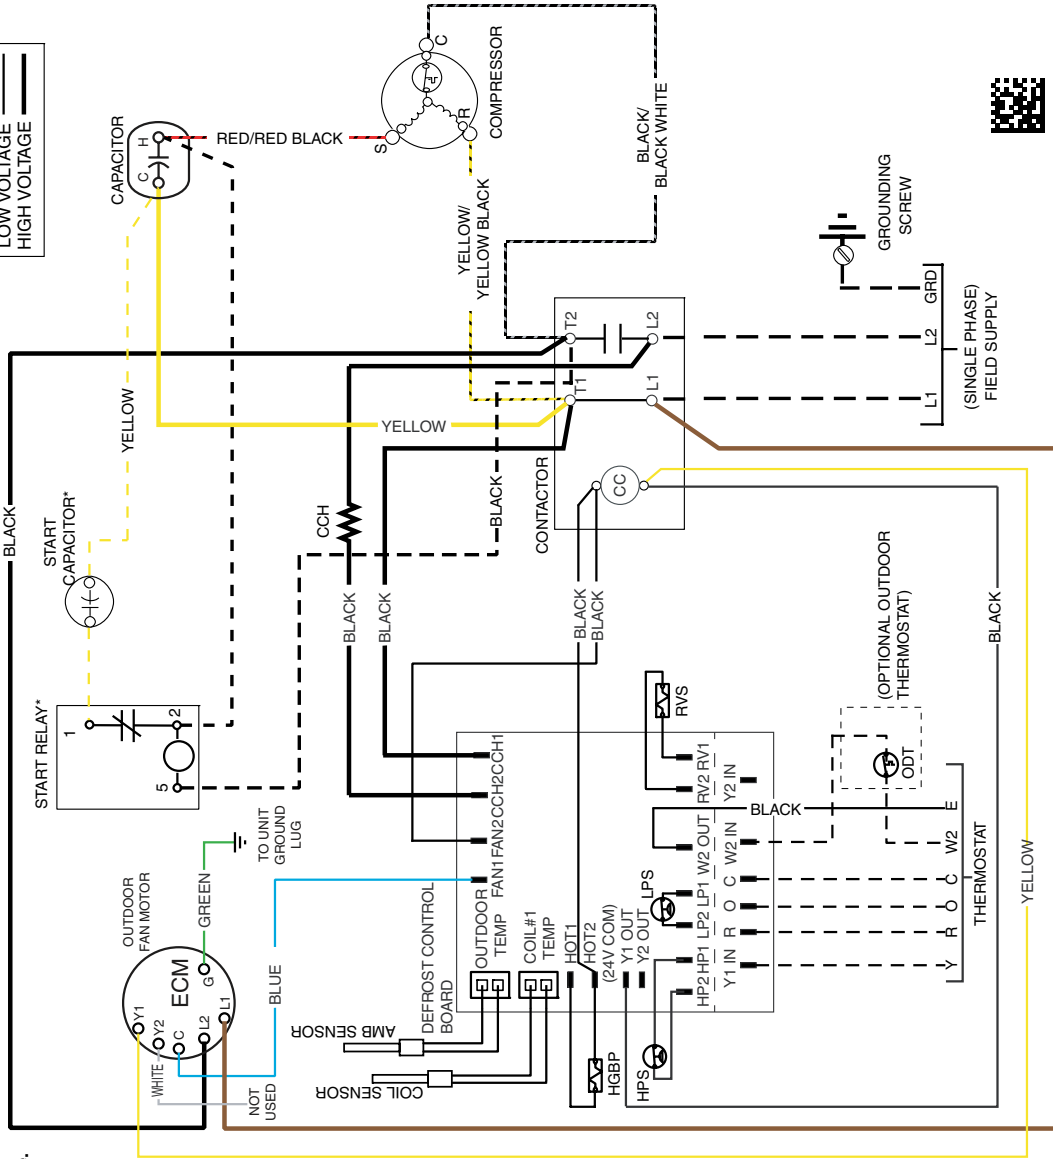 LOW VOLTAGE
HIGH VOLTAGE
CAPACITOR
H
C
RED/RED BLACK
S
C
R
COMPRESSOR
BLACK/
BLACK WHITE
YELLOW/
YELLOW BLACK
GROUNDING
SCREW
GRD
L2
L1
(SINGLE PHASE)
FIELD SUPPLY
T2
L2
T1
L1
CC
CONTACTOR
YELLOW
YELLOW
BLACK
START
CAPACITOR*
CCH
BLACK
BLACK
BLACK
BLACK
BLACK
BLACK
START RELAY*
1
2
5
(OPTIONAL OUTDOOR
THERMOSTAT)
ODT
RVS
TO UNIT
GROUND
LUG
GREEN
OUTDOOR
FAN MOTOR
ECM
Y1
Y2
C
L2
L1
G
WHITE
NOT
USED
BLUE
DEFROST CONTROL
BOARD
FAN1
FAN2
CCH2
CCH1
OUTDOOR
TEMP
COIL#1
TEMP
HOT1
HOT2
(24V COM)
Y1 OUT
Y2 OUT
HP2
HP1
LP2
LP1
W2 OUT
RV2
RV1
Y1 IN
R
O
C
W2 IN
Y2 IN
LPS
HPS
HGBP
AMB SENSOR
COIL SENSOR
BLACK
Y
R
O
C
W2
E
THERMOSTAT
YELLOW